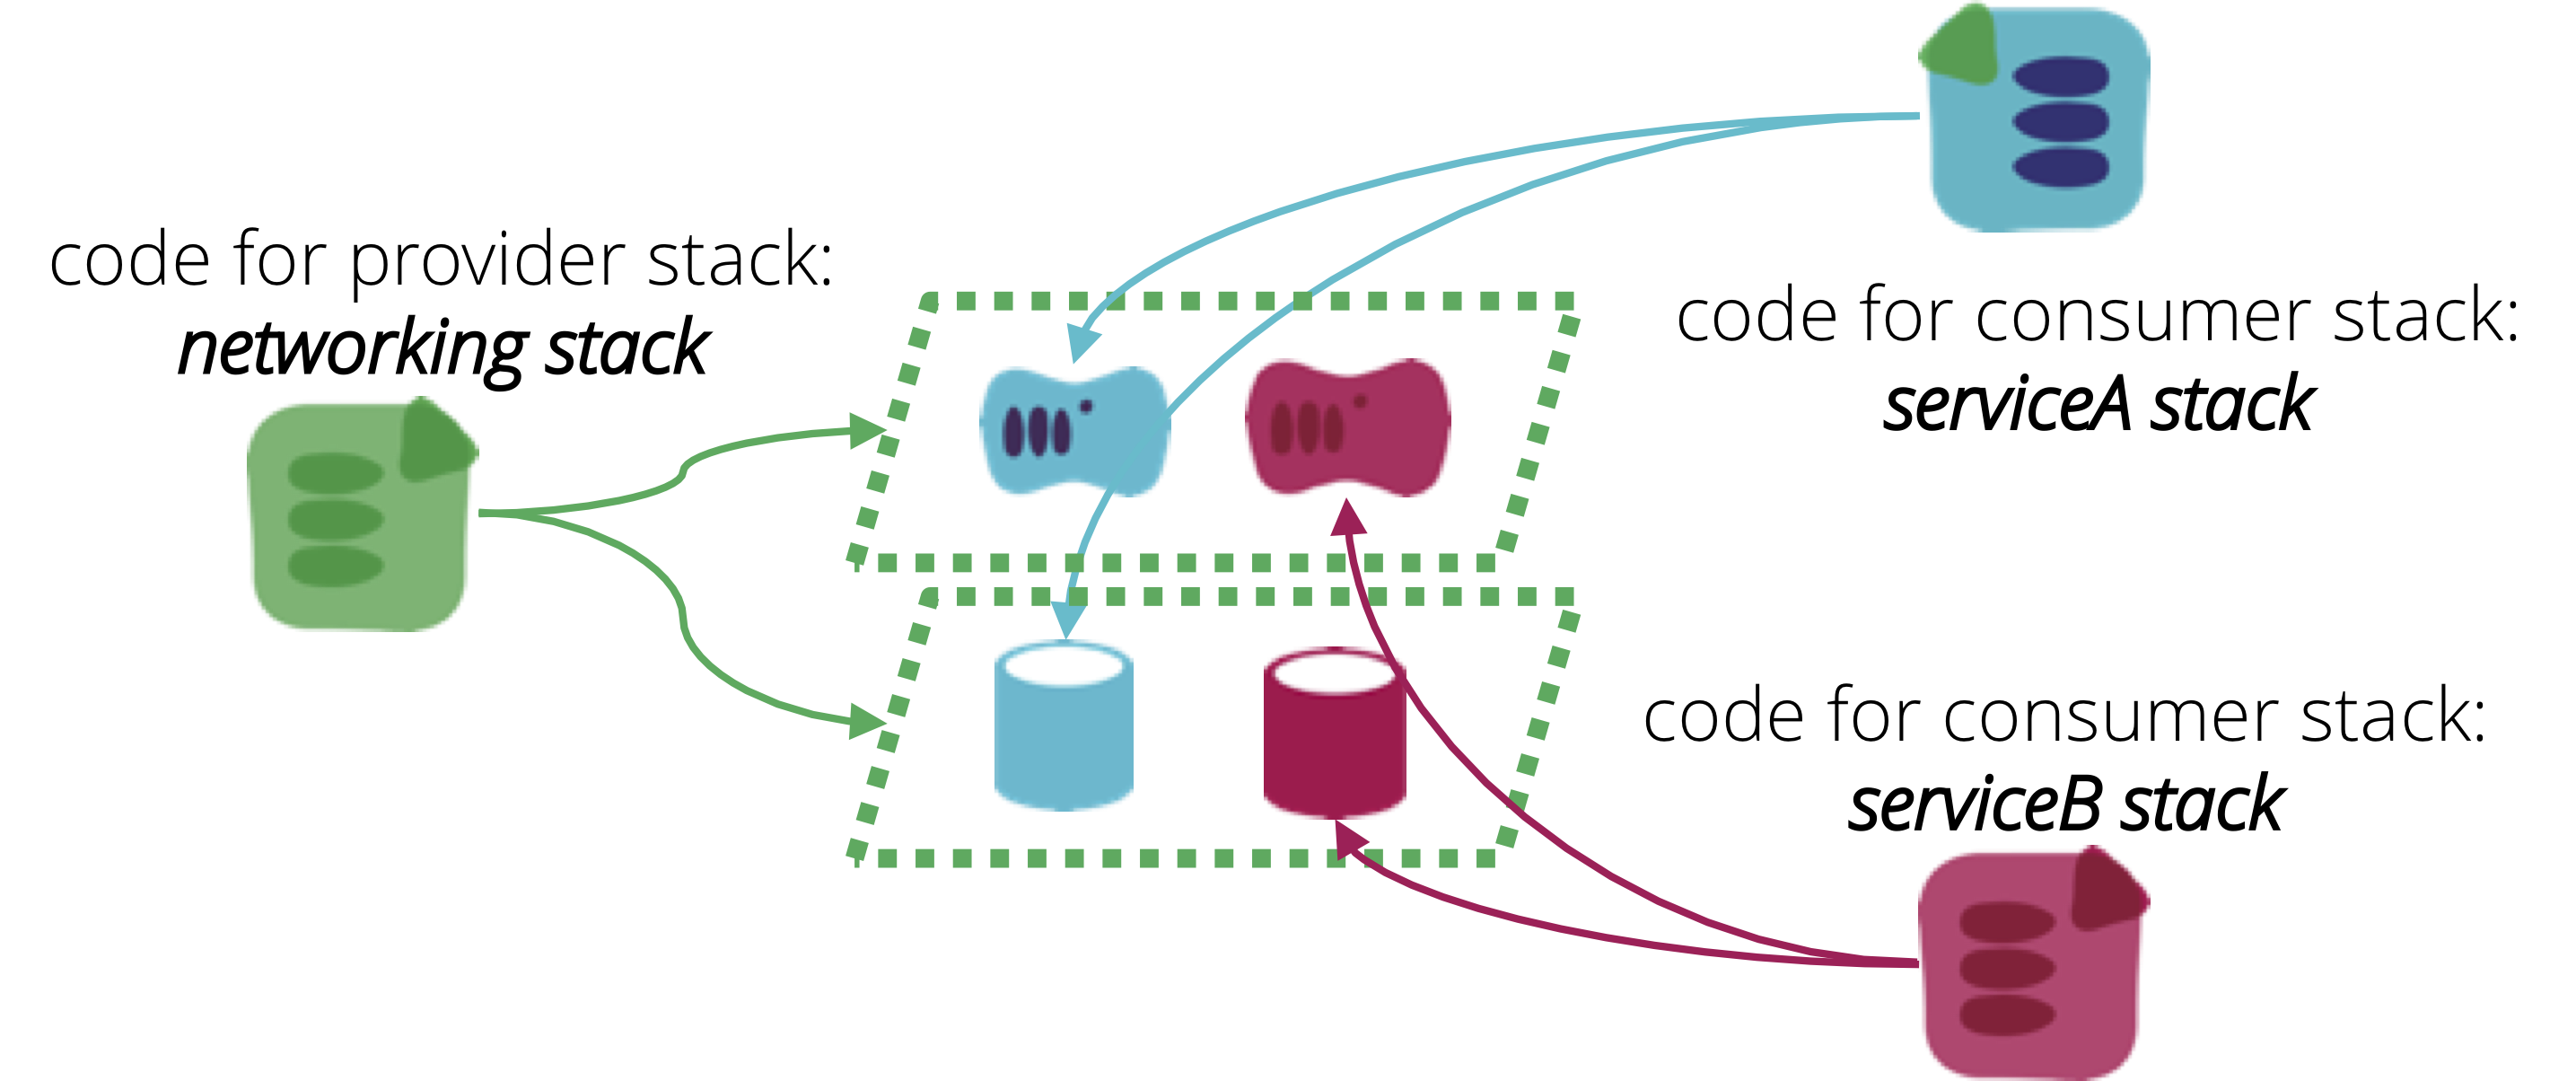 code for provider stack:
networking stack
code for consumer stack:
serviceA stack
code for consumer stack:
serviceB stack